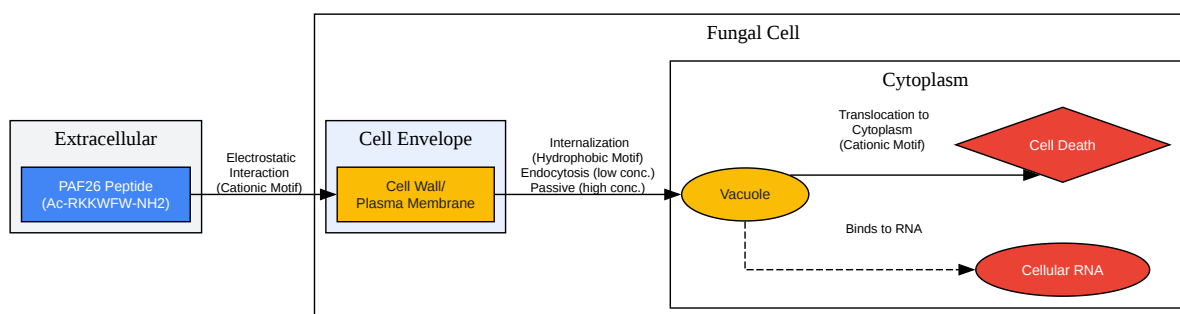 Fungal Cell
Cytoplasm
Extracellular
PAF26 Peptide
(Ac-RKKWFW-NH2)
Electrostatic
Interaction
(Cationic Motif)
Cell Envelope
Cell Wall/
Plasma Membrane
Internalization
(Hydrophobic Motif)
Endocytosis (low conc.)
Passive (high conc.)
Vacuole
Translocation to
Cytoplasm
(Cationic Motif)
Cell Death
Binds to RNA
Cellular RNA